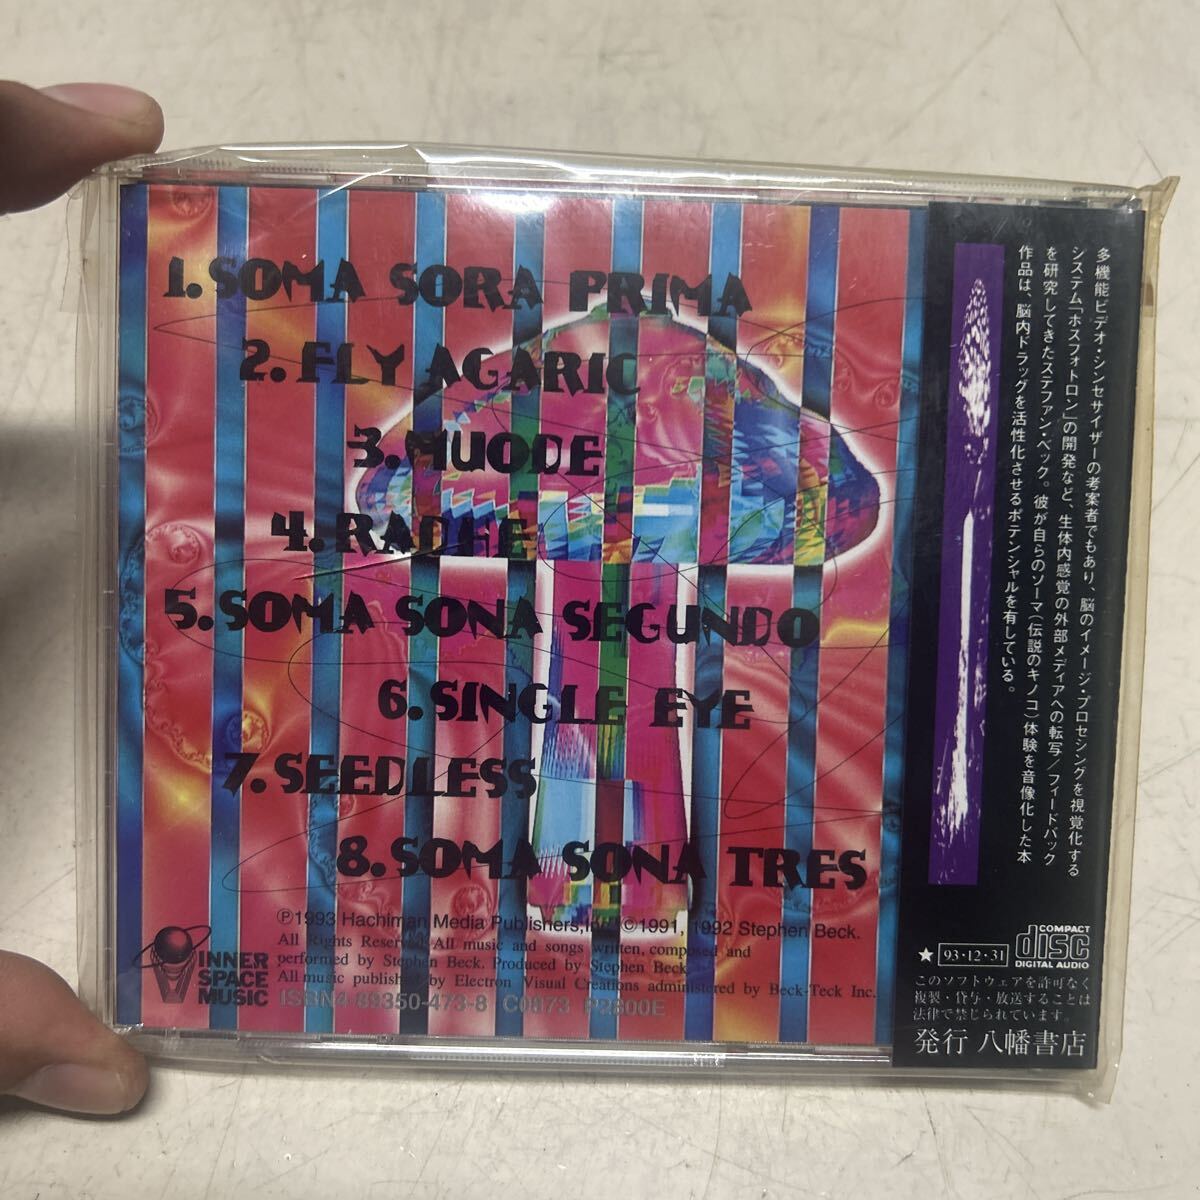 1. SOMA SORA PRIMA
2. FLY AGARIC
3. MUODE
4. RADHE
5. SOMA SONA SEGUNDO
6. SINGLE EYE
7. SEEDLESS
8. SOMA SONA TRES
℗1993 Hachiman Media Publishers,Inc. ©1991, 1992 Stephen Beck.
All Rights Reserved. All music and songs written, composed and
performed by Stephen Beck. Produced by Stephen Beck.
All music published by Electron Visual Creations administered by Beck-Teck Inc.
ISBN4-89350-473-8 C0873 P2800E
INNER
SPACE
MUSIC
多機能ビデオ・シンセサイザーの考案者でもあり、脳のイメージ・プロセシングを視覚化する
システム「ホスフォトロン」の開発など、生体内感覚の外部メディアへの転写/フィードバック
を研究してきたステファン・ベック。彼が自らのソーマ(伝説のキノコ)体験を音像化した本
作品は、脳内ドラッグを活性化させるポテンシャルを有している。
★ 93・12・31
COMPACT
disc
DIGITAL AUDIO
このソフトウェアを許可なく
複製・貸与・放送することは
法律で禁じられています。
発行 八幡書店